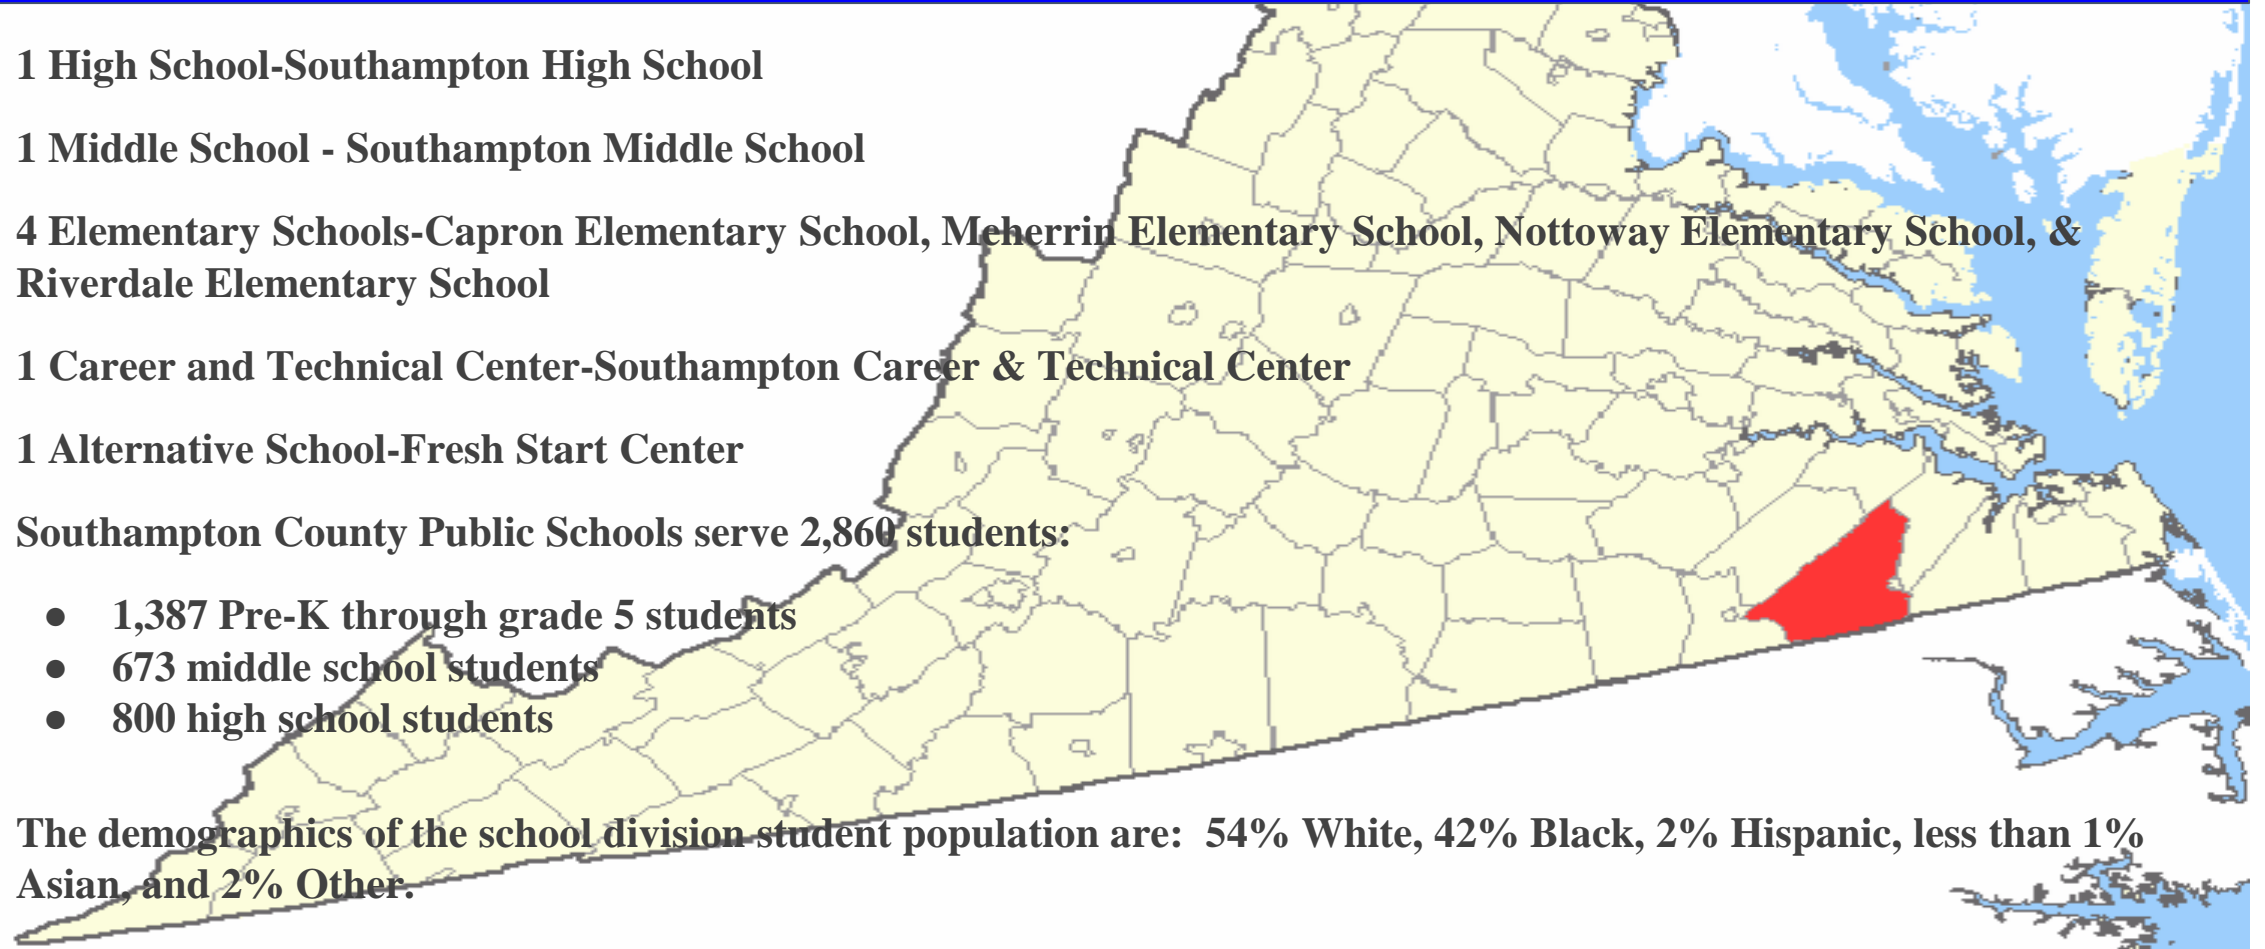 1 High School-Southampton High School
1 Middle School - Southampton Middle School
4 Elementary Schools-Capron Elementary School, Meherrin Elementary School, Nottoway Elementary School, &
Riverdale Elementary School
1 Career and Technical Center-Southampton Career & Technical Center
1 Alternative School-Fresh Start Center
Southampton County Public Schools serve 2,860 students:
● 1,387 Pre-K through grade 5 students
● 673 middle school students
● 800 high school students
The demographics of the school division student population are:  54% White, 42% Black, 2% Hispanic, less than 1%
Asian, and 2% Other.